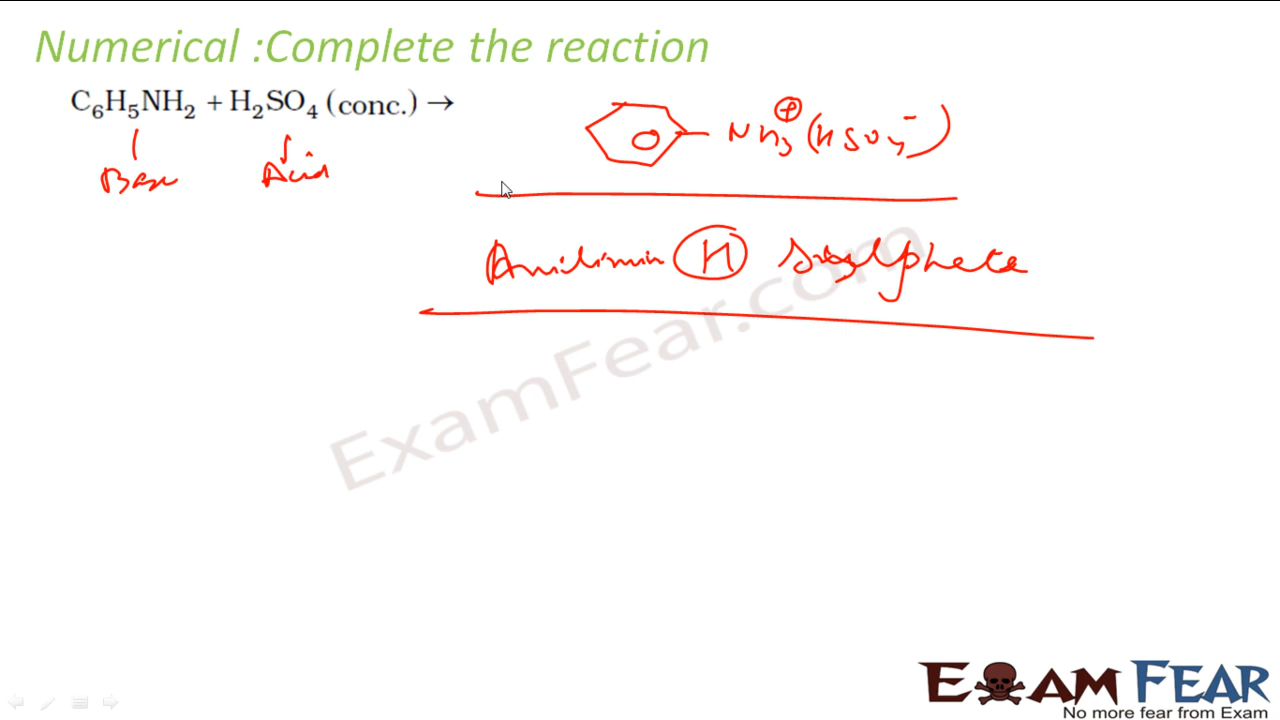 Numerical :Complete the reaction
C₆H₅NH₂ + H₂SO₄ (conc.) →
Base Acid
NH₃⊕ (HSO₄⁻)
H Sulphate
ExamFear.com
EXAM FEAR
No more fear from Exam